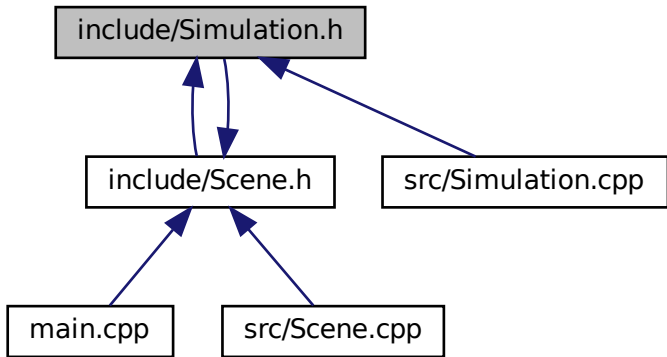 include/Simulation.h
include/Scene.h
src/Simulation.cpp
main.cpp
src/Scene.cpp